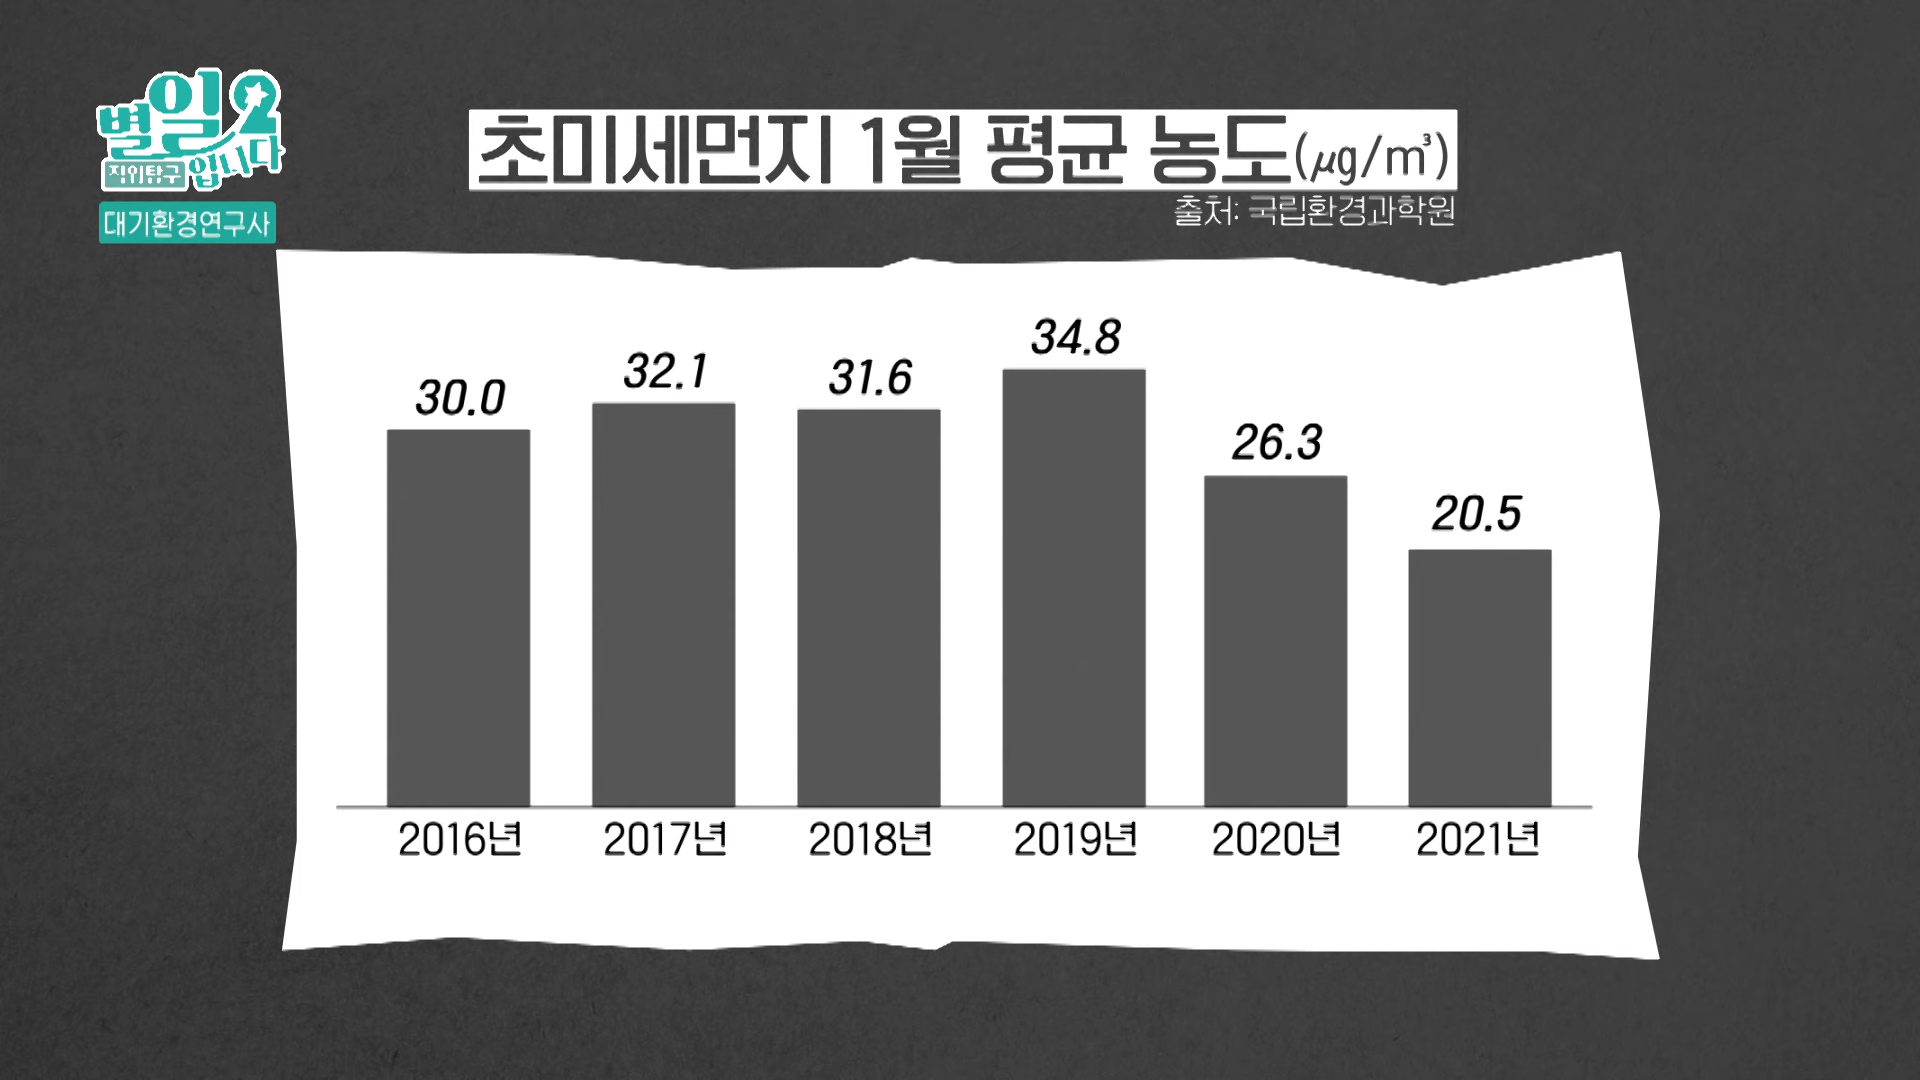 별일
입니다
직업탐구
대기환경연구사
초미세먼지 1월 평균 농도(㎍/㎥)
출처: 국립환경과학원
30.0 32.1 31.6 34.8 26.3 20.5
2016년 2017년 2018년 2019년 2020년 2021년